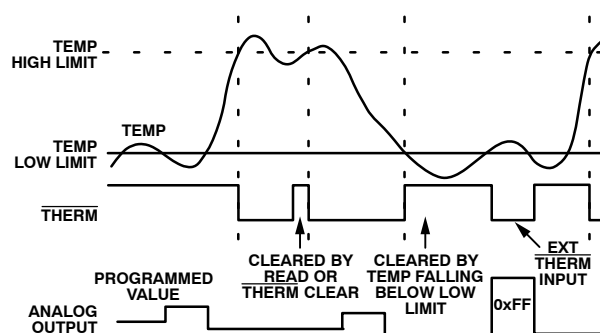 TEMP
HIGH LIMIT
TEMP
TEMP
LOW LIMIT
THERM
CLEARED BY
READ OR
THERM CLEAR
CLEARED BY
TEMP FALLING
BELOW LOW
LIMIT
EXT
THERM
INPUT
PROGRAMMED
VALUE
0xFF
ANALOG
OUTPUT